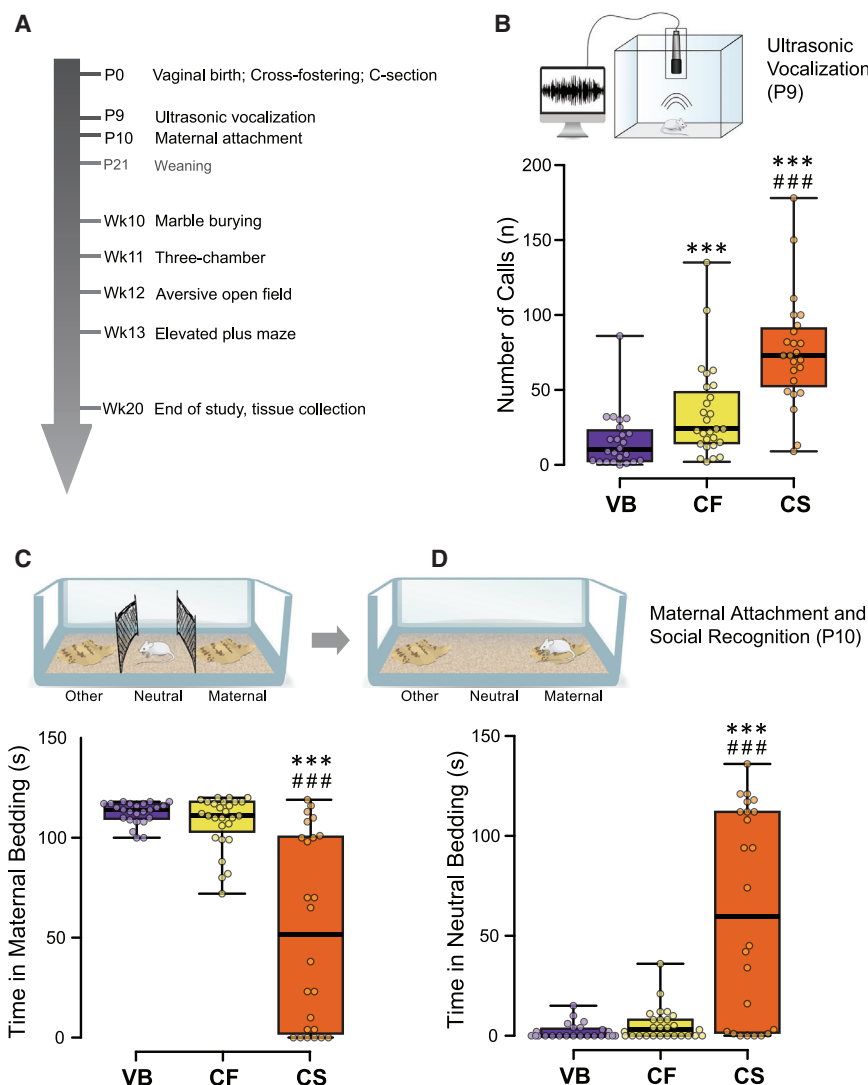 A
P0 Vaginal birth; Cross-fostering; C-section
P9 Ultrasonic vocalization
P10 Maternal attachment
P21 Weaning
Wk10 Marble burying
Wk11 Three-chamber
Wk12 Aversive open field
Wk13 Elevated plus maze
Wk20 End of study, tissue collection
B
Ultrasonic
Vocalization
(P9)
Number of Calls (n)
200
150
100
50
0
***
***
###
VB CF CS
C
Other Neutral Maternal
D
Other Neutral Maternal
Maternal Attachment and
Social Recognition (P10)
Time in Maternal Bedding (s)
150
100
50
0
***
###
VB CF CS
Time in Neutral Bedding (s)
150
100
50
0
***
###
VB CF CS